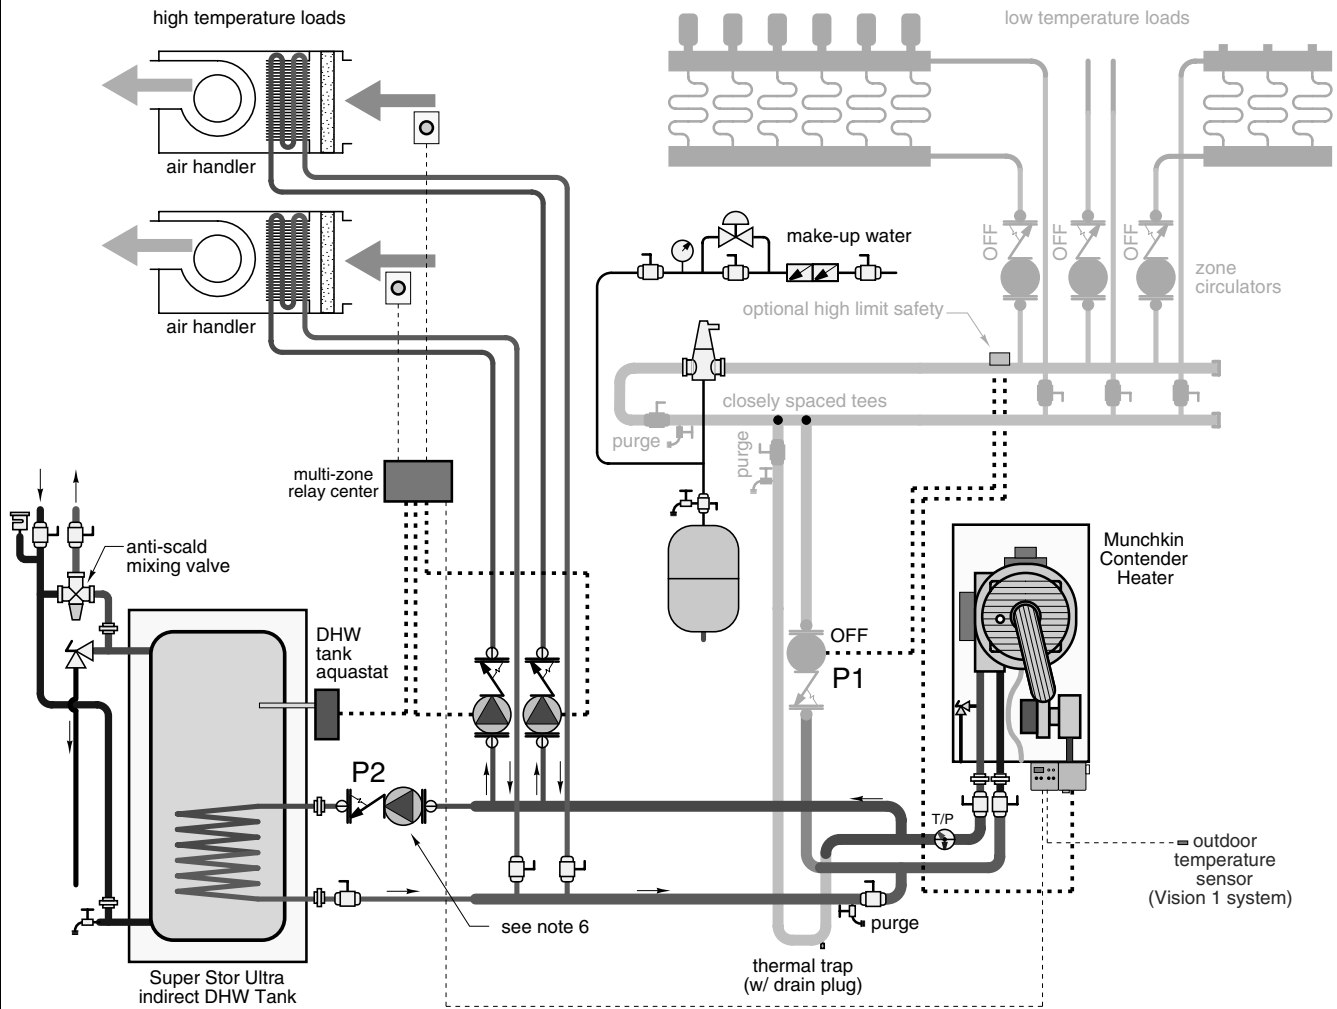 high temperature loads
low temperature loads
air handler
air handler
make-up water
OFF
OFF
OFF
zone
circulators
optional high limit safety
closely spaced tees
purge
purge
multi-zone
relay center
anti-scald
mixing valve
Munchkin
Contender
Heater
DHW
tank
aquastat
OFF
P1
P2
T/P
outdoor
temperature
sensor
(Vision 1 system)
see note 6
purge
thermal trap
(w/ drain plug)
Super Stor Ultra
indirect DHW Tank